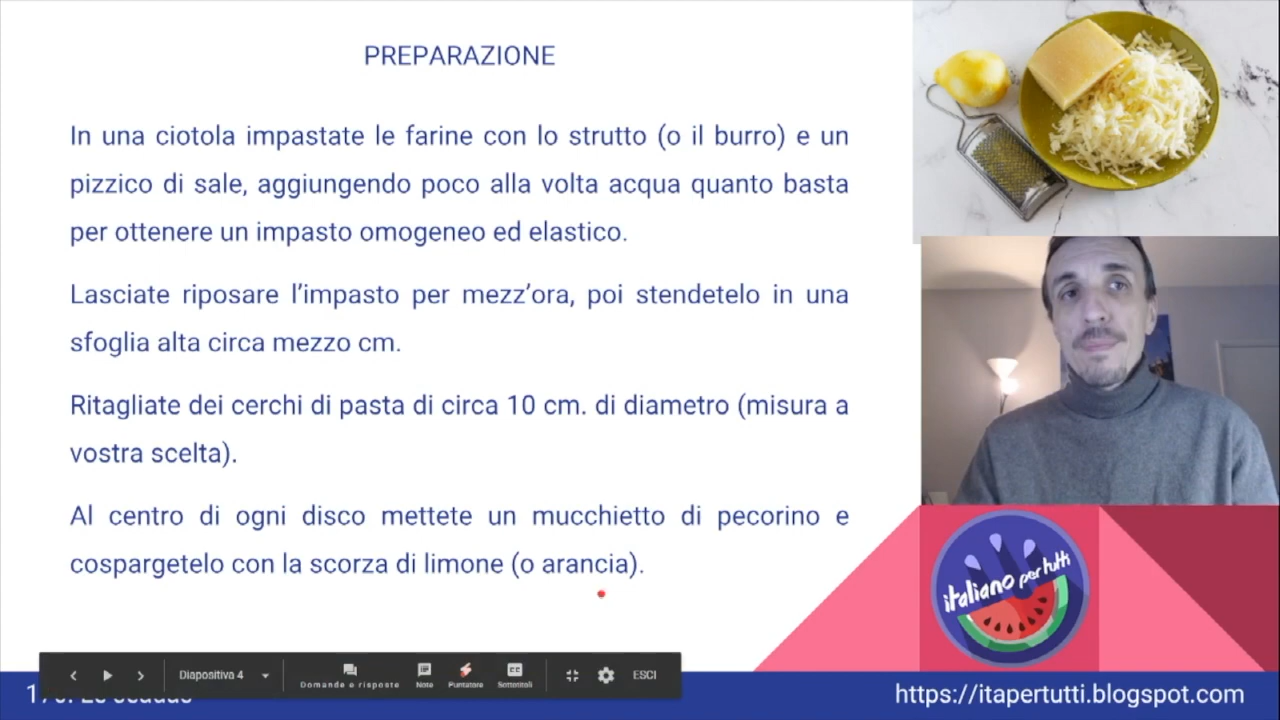 PREPARAZIONE
In una ciotola impastate le farine con lo strutto (o il burro) e un
pizzico di sale, aggiungendo poco alla volta acqua quanto basta
per ottenere un impasto omogeneo ed elastico.
Lasciate riposare l’impasto per mezz’ora, poi stendetelo in una
sfoglia alta circa mezzo cm.
Ritagliate dei cerchi di pasta di circa 10 cm. di diametro (misura a
vostra scelta).
Al centro di ogni disco mettete un mucchietto di pecorino e
cospargetelo con la scorza di limone (o arancia).
italiano per tutti
Diapositiva 4
Domande e risposte
Note
Puntatore
Sottotitoli
ESCI
https://itapertutti.blogspot.com